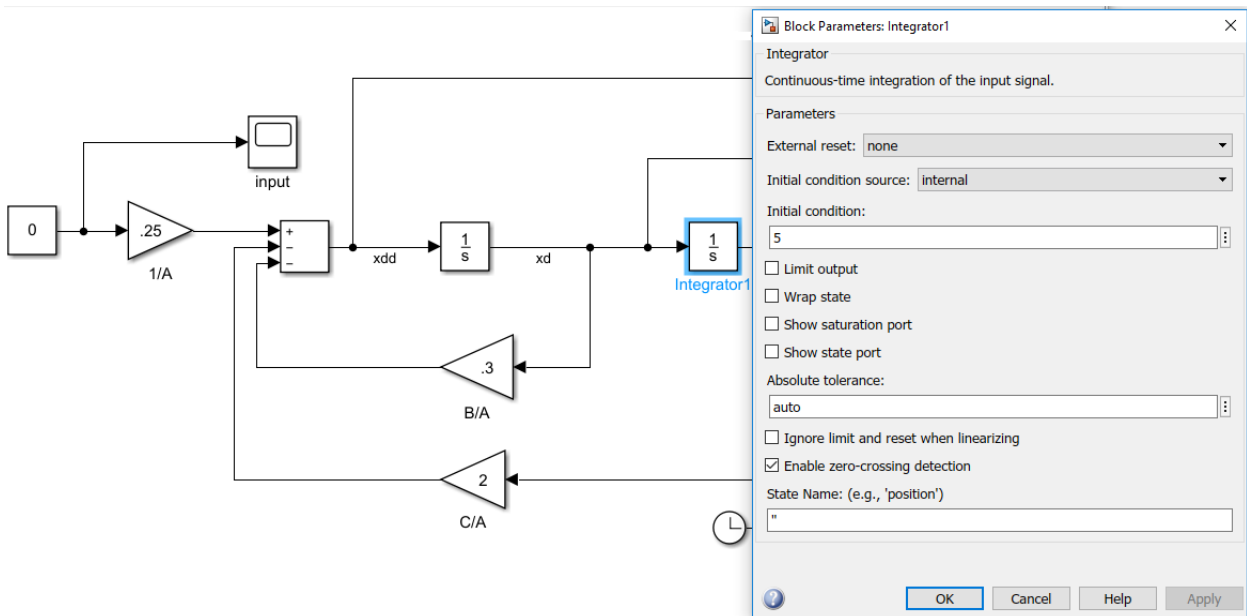 input
0
.25
1/A
+
−
−
xdd
1
s
xd
1
s
Integrator1
.3
B/A
2
C/A
Block Parameters: Integrator1
Integrator
Continuous-time integration of the input signal.
Parameters
External reset: none
Initial condition source: internal
Initial condition:
5
Limit output
Wrap state
Show saturation port
Show state port
Absolute tolerance:
auto
Ignore limit and reset when linearizing
Enable zero-crossing detection
State Name: (e.g., 'position')
''
? OK Cancel Help Apply